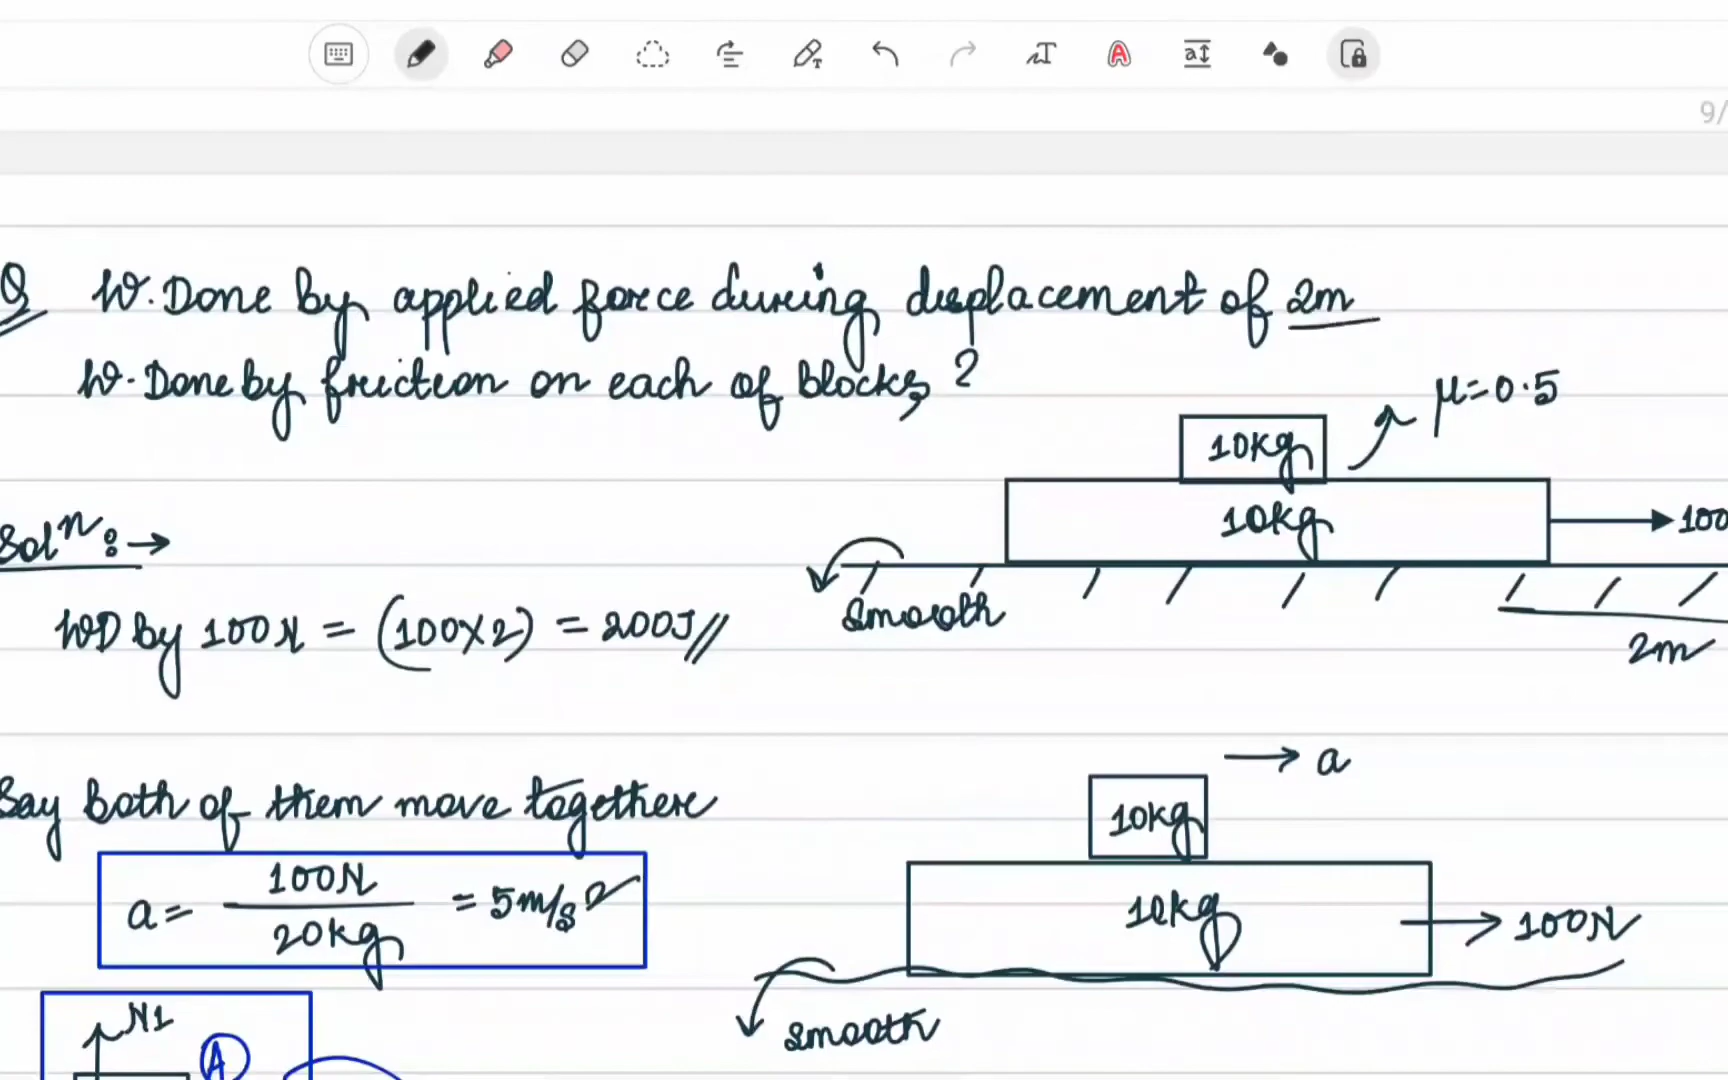 9/
Q W.Done by applied force during displacement of 2m
W.Done by friction on each of blocks?
μ=0.5
10kg
10kg
100
Solⁿ:→
smooth
WD By 100N = (100×2) = 200J//
2m
→ a
Say Both of them move together
10kg
a = 100N / 20kg = 5m/s²
10kg
→ 100N
N1
A
smooth